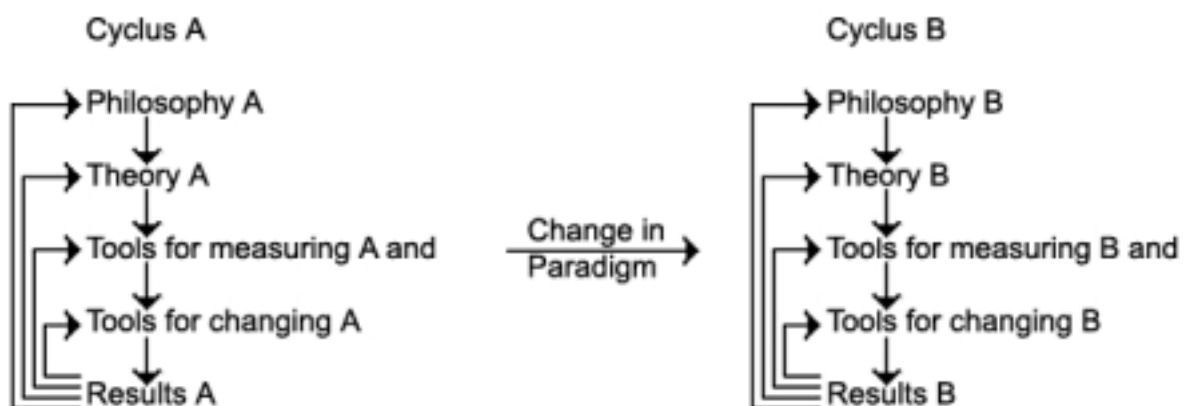 Cyclus A
Philosophy A
Theory A
Tools for measuring A and
Tools for changing A
Results A
Change in
Paradigm
Cyclus B
Philosophy B
Theory B
Tools for measuring B and
Tools for changing B
Results B